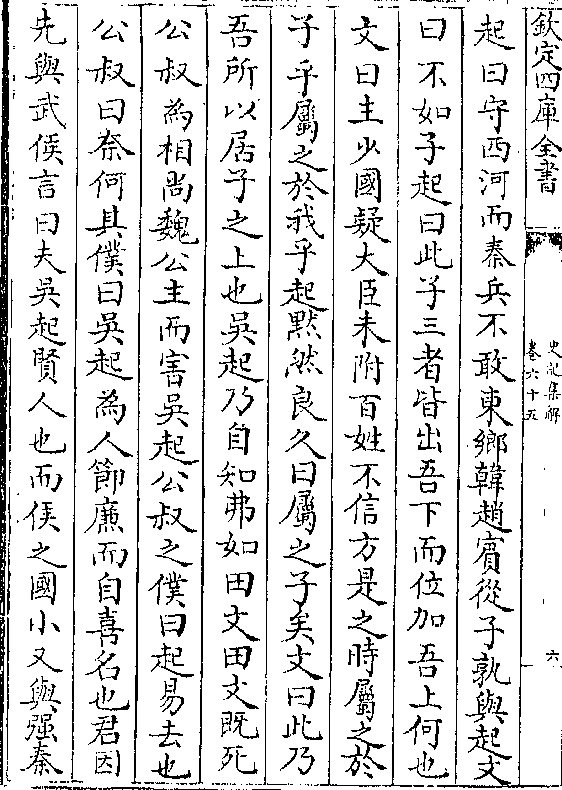 欽定四庫全書
史記集解
卷六十五
六
起曰守西河而秦兵不敢東鄉韓趙賔從子孰與起文
曰不如子起曰此子三者皆出吾下而位加吾上何也
文曰主少國疑大臣未附百姓不信方是之時屬之於
子乎屬之於我乎起黙然良久曰屬之子矣文曰此乃
吾所以居子之上也吳起乃自知弗如田文田文既死
公叔為相尚魏公主而害吳起公叔之僕曰起易去也
公叔曰奈何其僕曰吳起為人節廉而自喜名也君因
先與武侯言曰夫吳起賢人也而侯之國小又與强秦